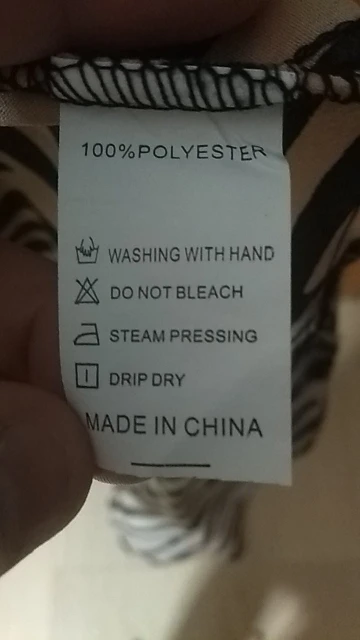 100%POLYESTER
WASHING WITH HAND
DO NOT BLEACH
STEAM PRESSING
DRIP DRY
MADE IN CHINA